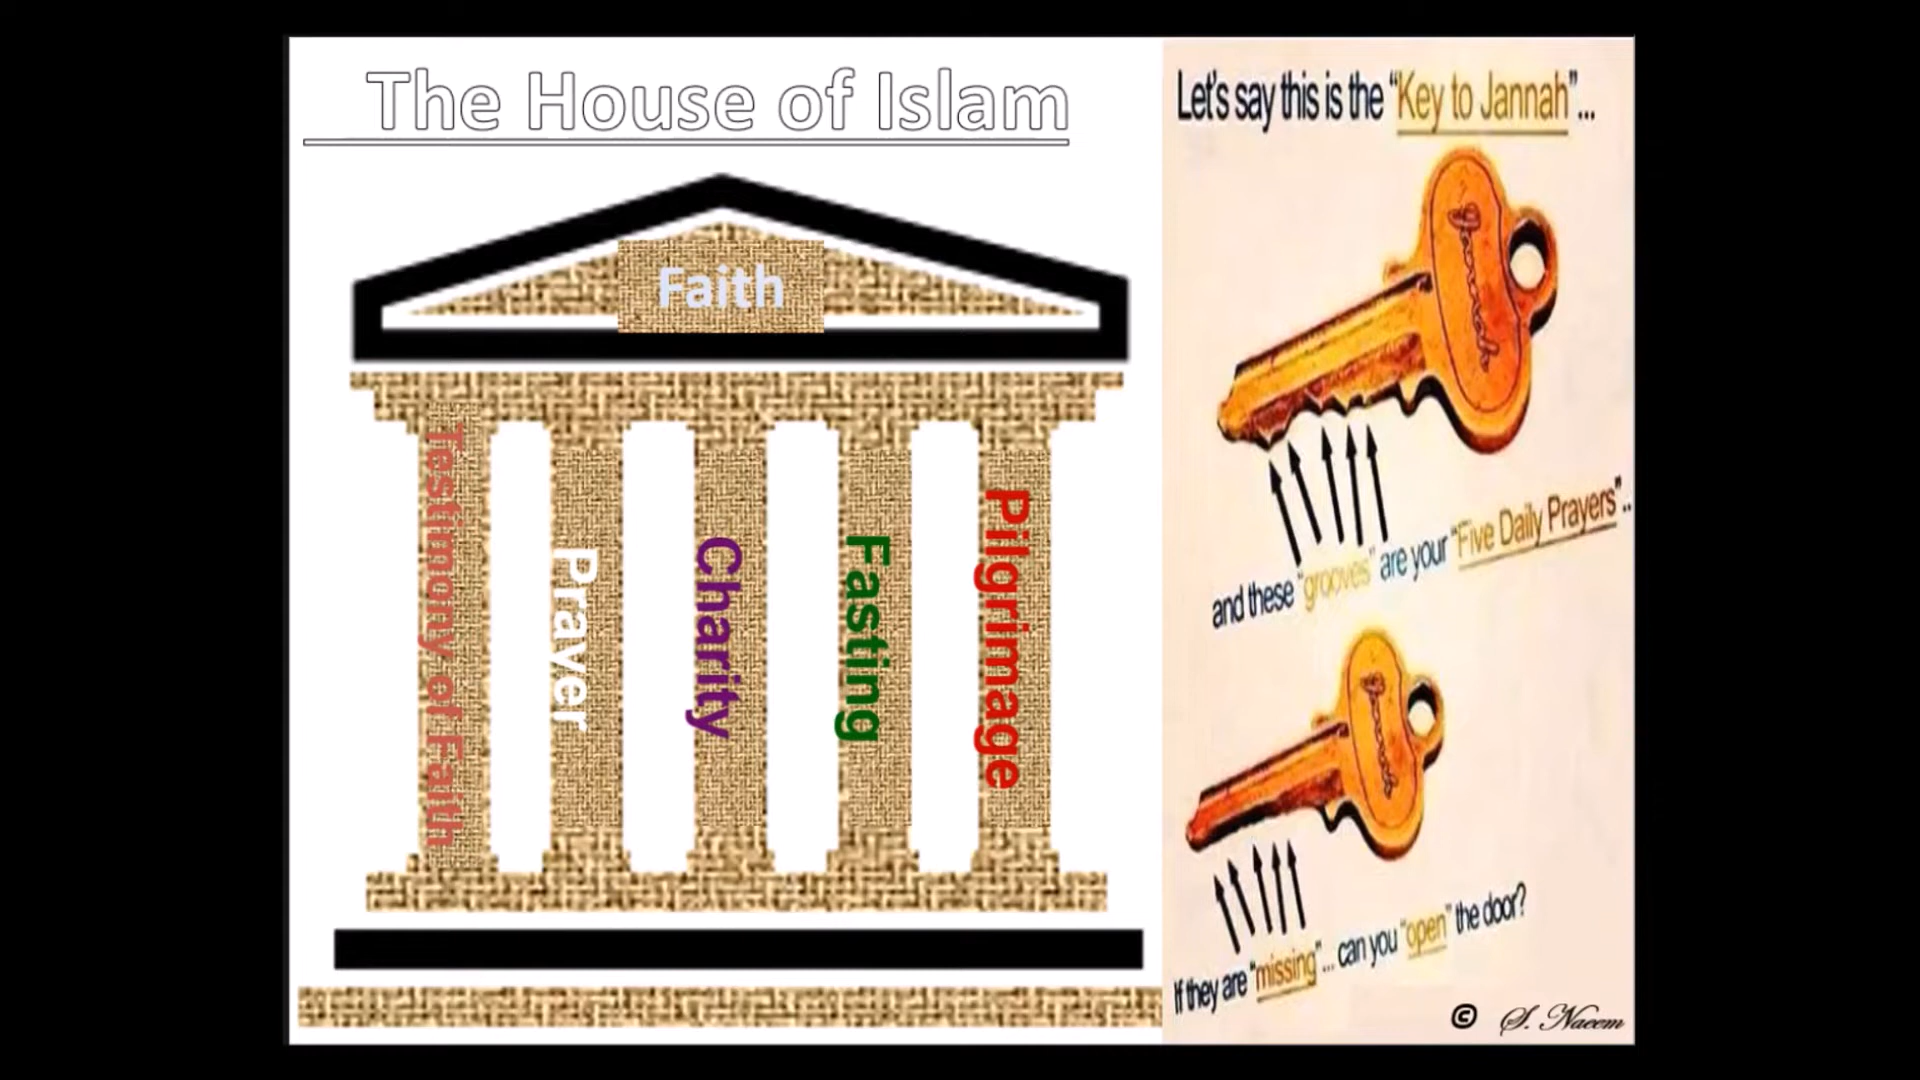 The House of Islam
Faith
Testimony of Faith
Prayer
Charity
Fasting
Pilgrimage
Let's say this is the "Key to Jannah"...
Jannah
and these "grooves" are your "Five Daily Prayers"..
Jannah
If they are "missing"... can you "open" the door?
© S. Naeem